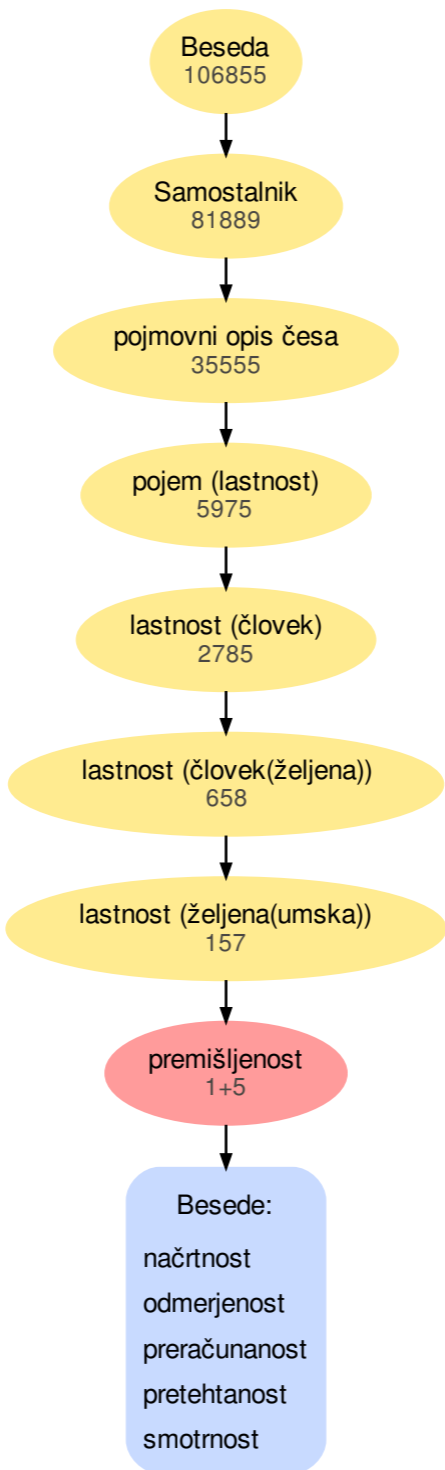 Beseda
106855
Samostalnik
81889
pojmovni opis česa
35555
pojem (lastnost)
5975
lastnost (človek)
2785
lastnost (človek(željena))
658
lastnost (željena(umska))
157
premišljenost
1+5
Besede:
načrtnost
odmerjenost
preračunanost
pretehtanost
smotrnost